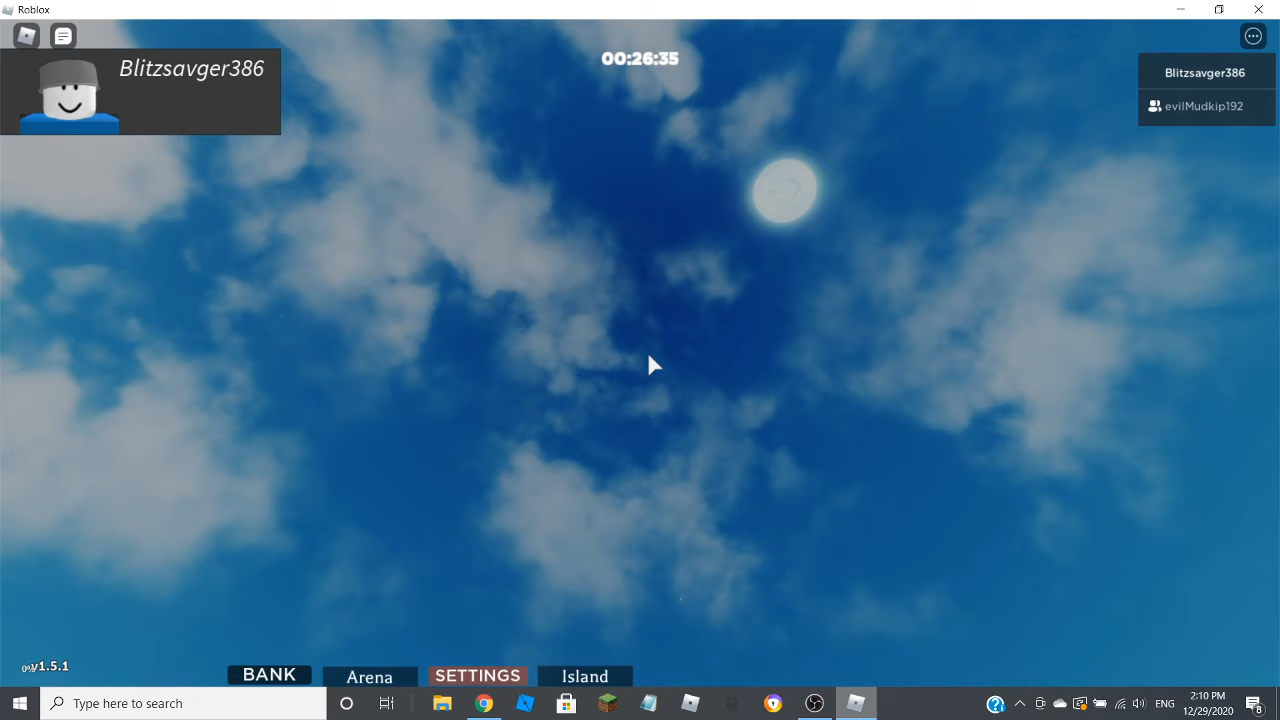 Roblox
00:26:35
Blitzsavger386
Blitzsavger386
evilMudkip192
v1.5.1
BANK
Arena
SETTINGS
Island
Type here to search
ENG
2:10 PM
12/29/2020
8